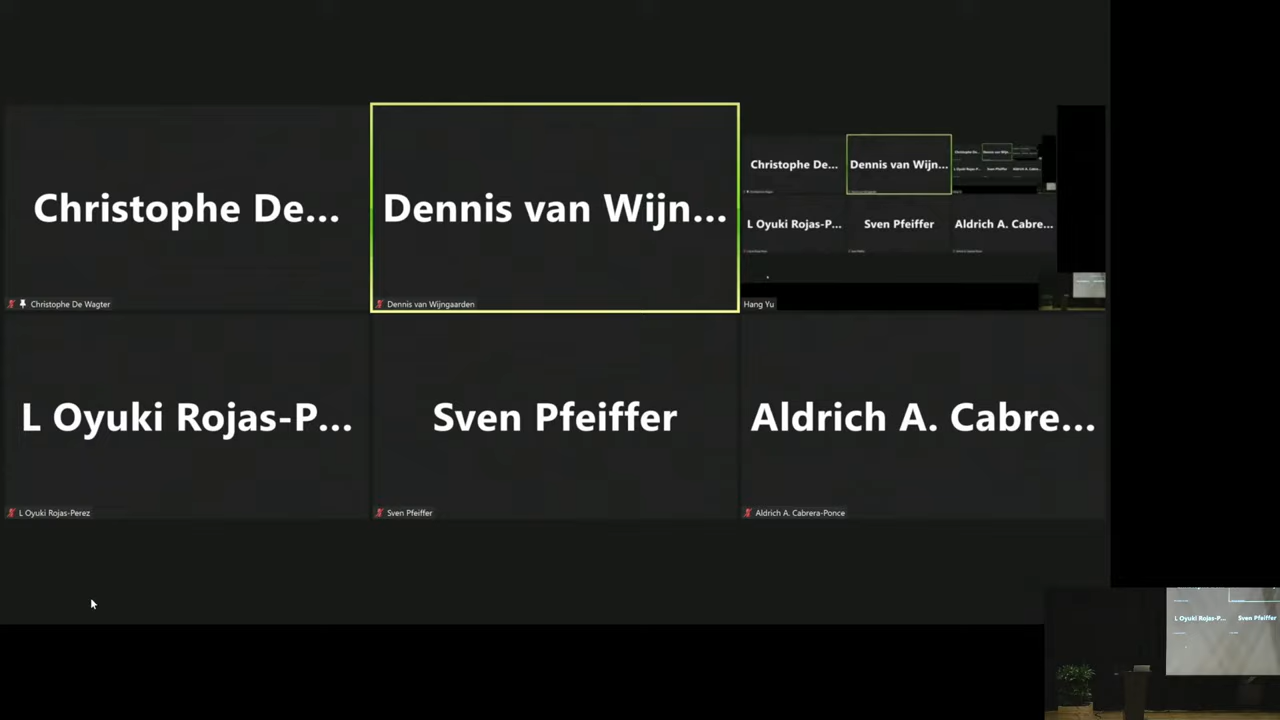 Christophe De...
Christophe De Wagter
Dennis van Wijn...
Dennis van Wijngaarden
Christophe De...
Dennis van Wijn...
L Oyuki Rojas-P...
Sven Pfeiffer
Aldrich A. Cabre...
Hang Yu
L Oyuki Rojas-P...
L Oyuki Rojas-Perez
Sven Pfeiffer
Sven Pfeiffer
Aldrich A. Cabre...
Aldrich A. Cabrera-Ponce
L Oyuki Rojas-P...
Sven Pfeiffer